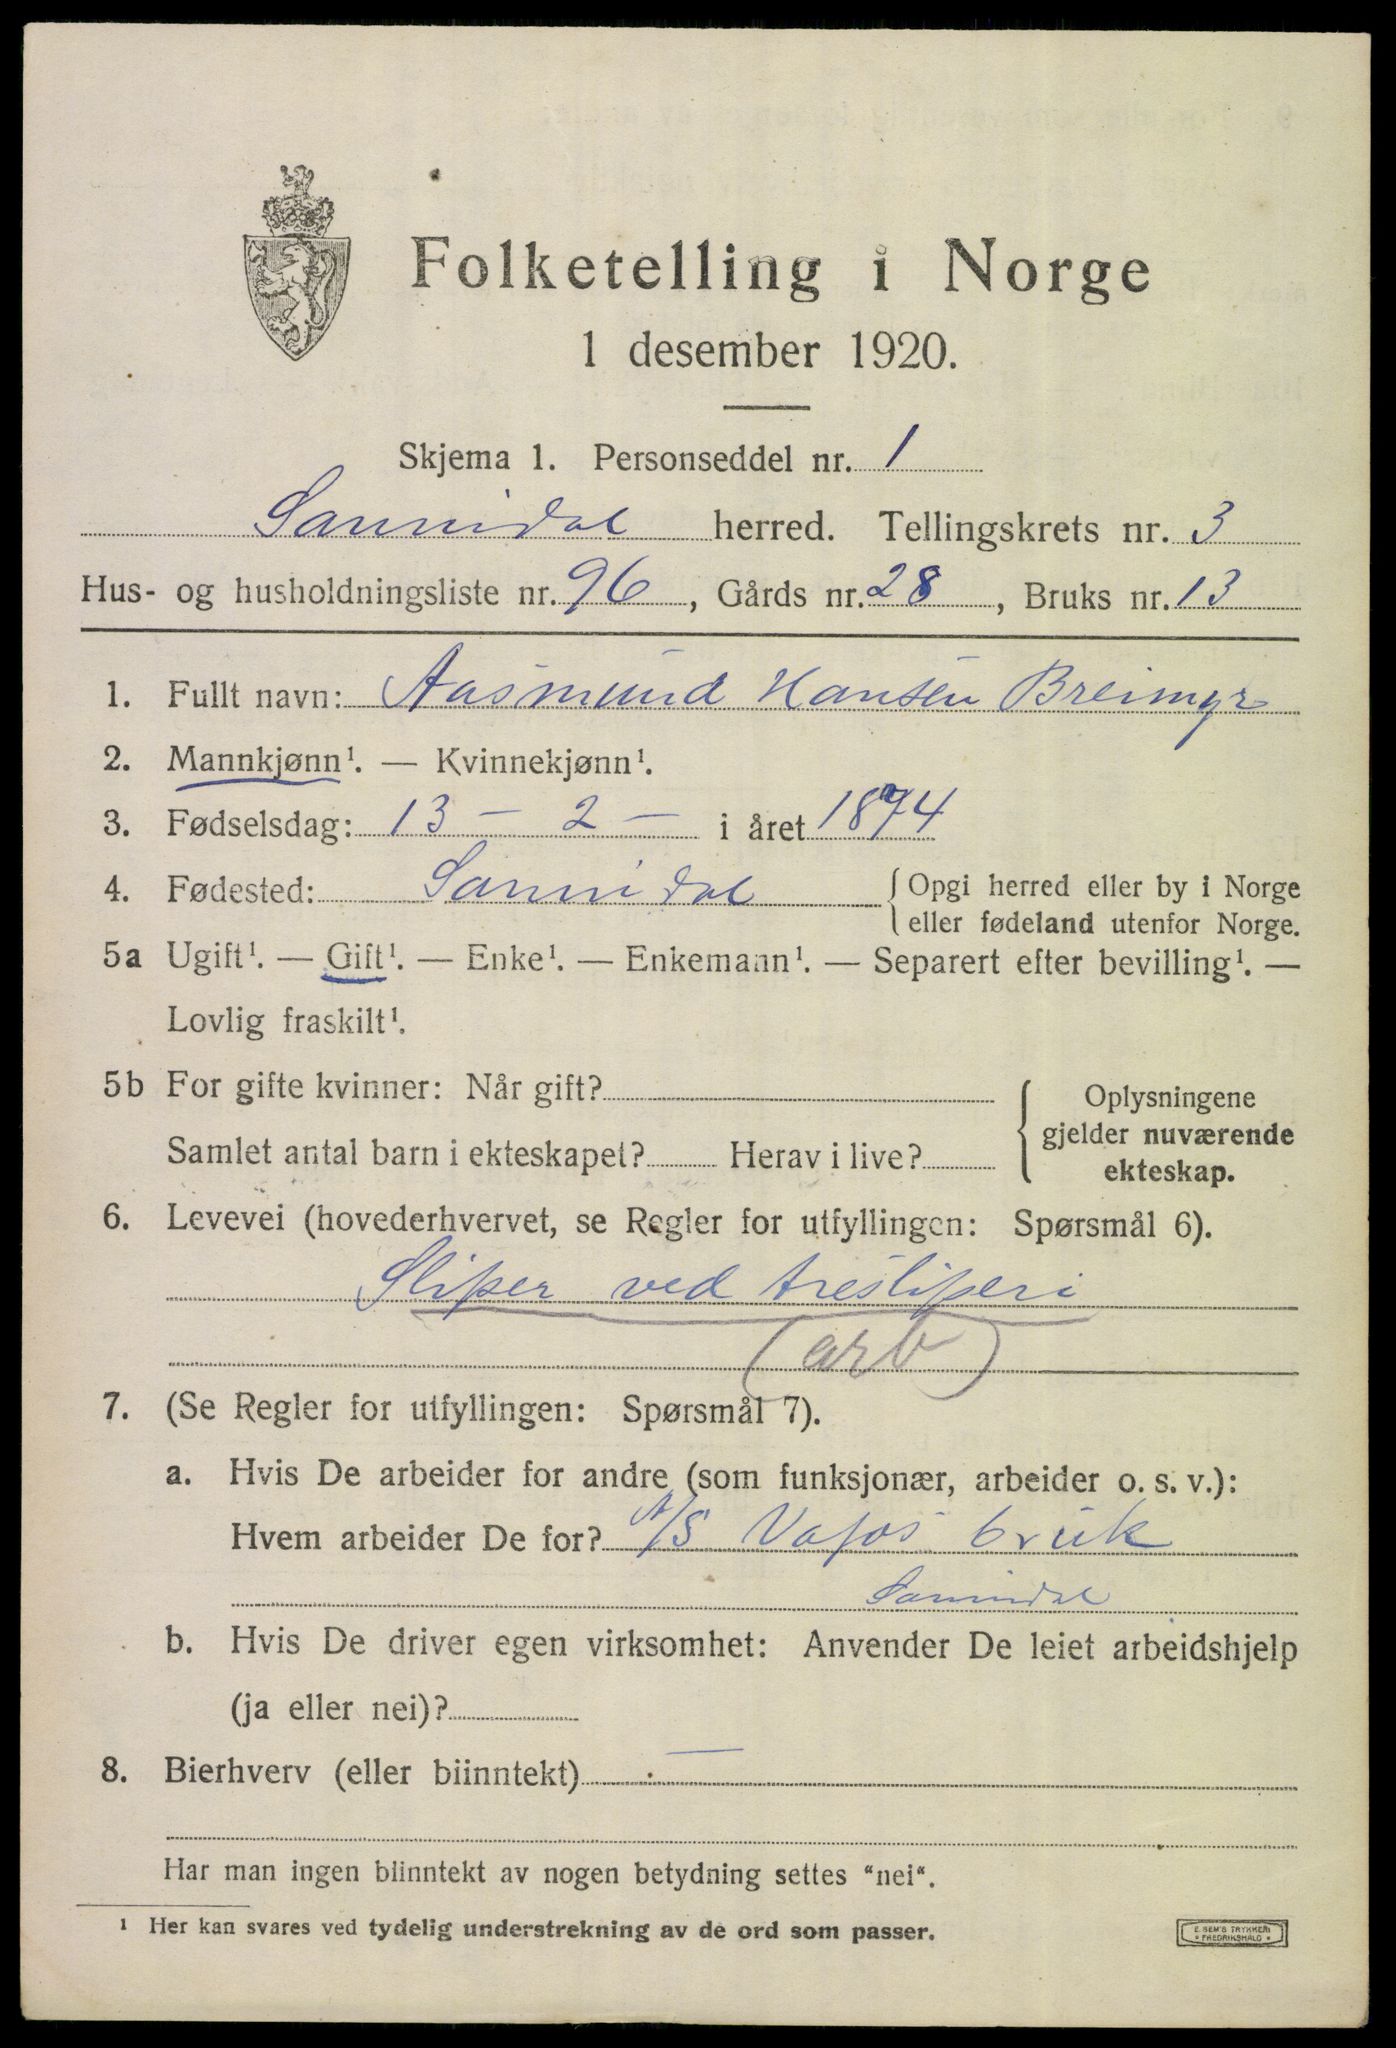 Folketelling i Norge
1 desember 1920.
Skjema 1. Personseddel nr. 1
Sannidal herred. Tellingskrets nr. 3
Hus- og husholdningsliste nr. 96, Gårds nr. 28, Bruks nr. 13
1. Fullt navn: Aasmund Hansen Breimyr
2. Mannkjønn¹. — Kvinnekjønn¹.
3. Fødselsdag: 13 - 2 - i året 1894
4. Fødested: Sannidal {Opgi herred eller by i Norge
eller fødeland utenfor Norge.
5a Ugift¹. — Gift¹. — Enke¹. — Enkemann¹. — Separert efter bevilling¹. —
Lovlig fraskilt¹.
5b For gifte kvinner: Når gift?
Samlet antal barn i ekteskapet? Herav i live?
{Oplysningene
gjelder nuværende
ekteskap.
6. Levevei (hovederhvervet, se Regler for utfyllingen: Spørsmål 6).
Sliper ved tresliperi
(arb)
7. (Se Regler for utfyllingen: Spørsmål 7).
a. Hvis De arbeider for andre (som funksjonær, arbeider o. s. v.):
Hvem arbeider De for? A/S Vafos bruk
Sannidal
b. Hvis De driver egen virksomhet: Anvender De leiet arbeidshjelp
(ja eller nei)?
8. Bierhverv (eller biinntekt) —
Har man ingen biinntekt av nogen betydning settes "nei".
¹ Her kan svares ved tydelig understrekning av de ord som passer.
E. SEM'S TRYKKERI
* FREDRIKSHALD *